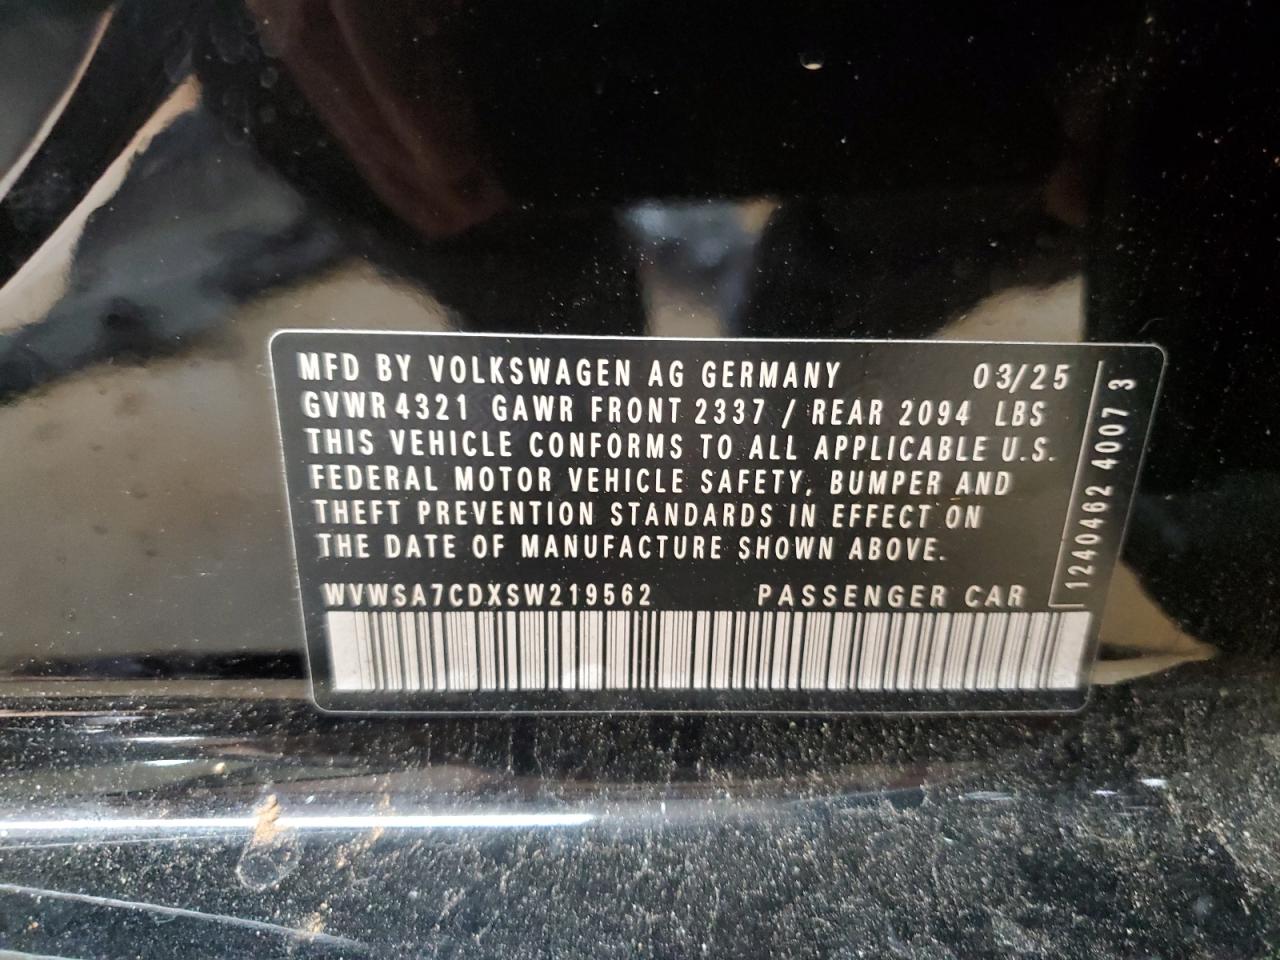 MFD BY VOLKSWAGEN AG GERMANY 03/25
GVWR 4321 GAWR FRONT 2337 / REAR 2094 LBS
THIS VEHICLE CONFORMS TO ALL APPLICABLE U.S.
FEDERAL MOTOR VEHICLE SAFETY, BUMPER AND
THEFT PREVENTION STANDARDS IN EFFECT ON
THE DATE OF MANUFACTURE SHOWN ABOVE.
WVWSA7CDXSW219562 PASSENGER CAR
1240462 4007 3